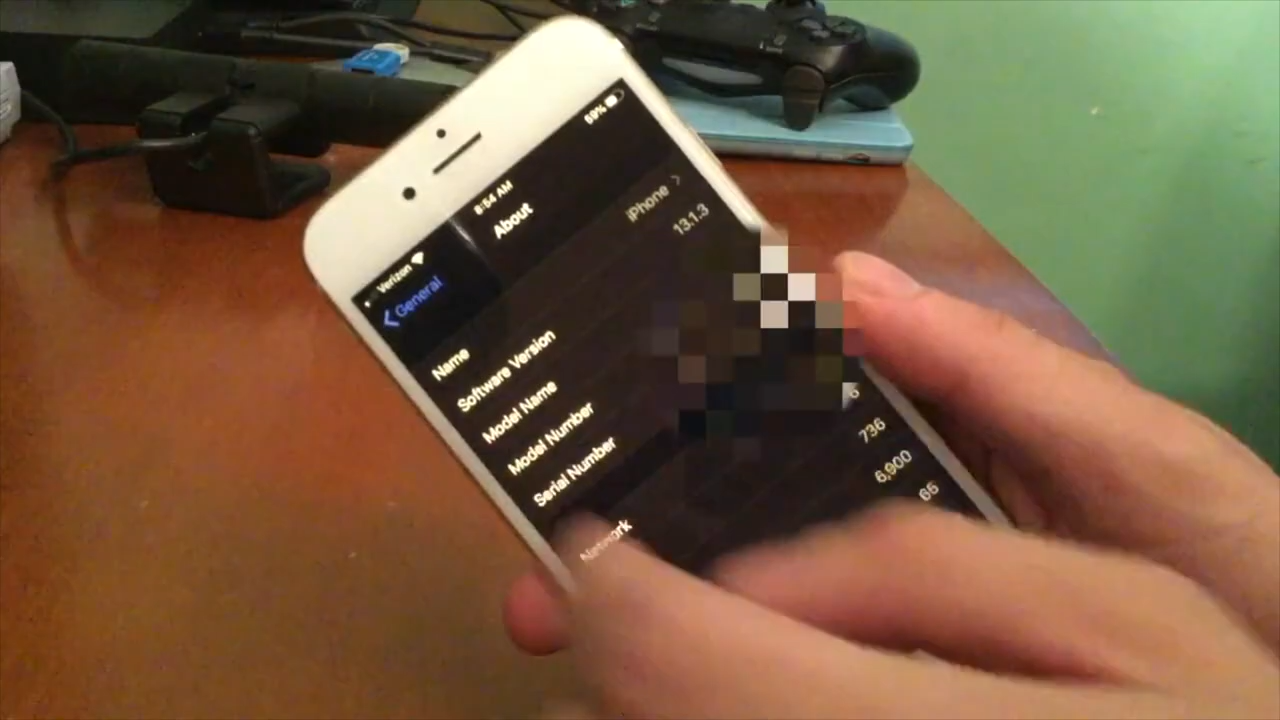 Verizon 8:54 AM 69%
General About
Name iPhone
Software Version 13.1.3
Model Name
Model Number
Serial Number
Network
736
6,900
65